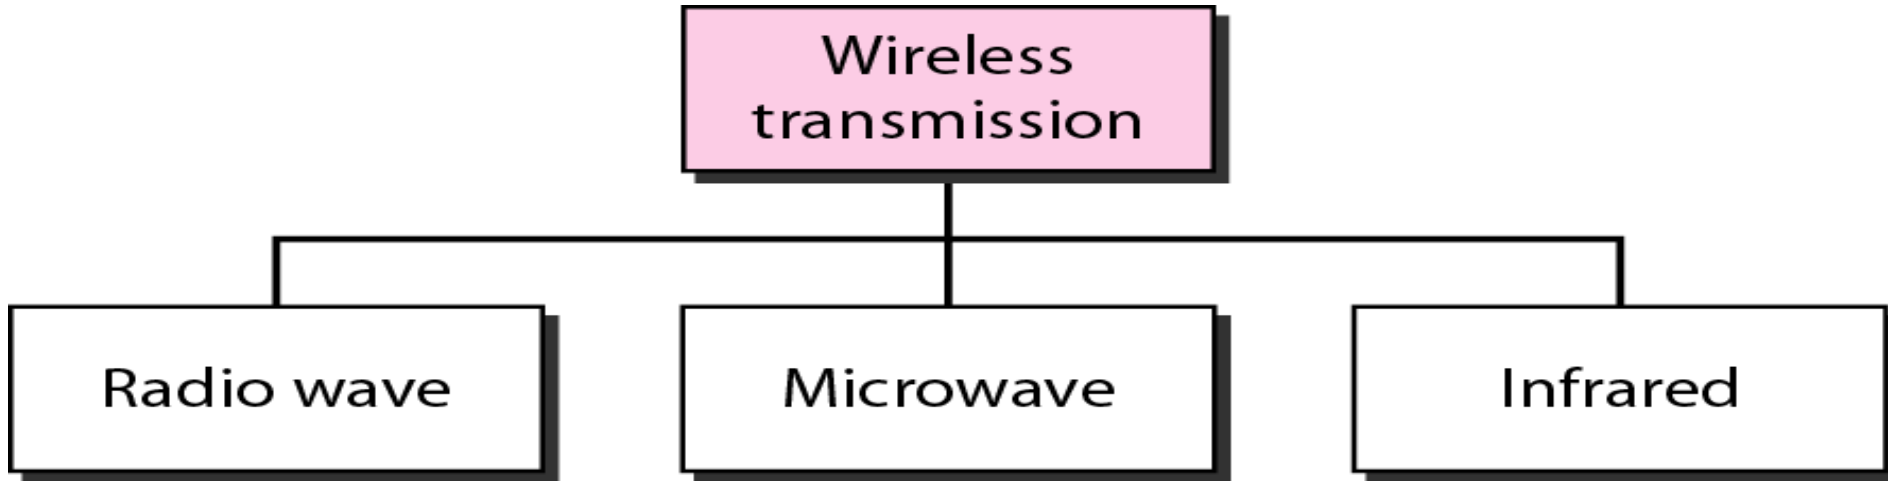 Wireless
transmission
Radio wave
Microwave
Infrared